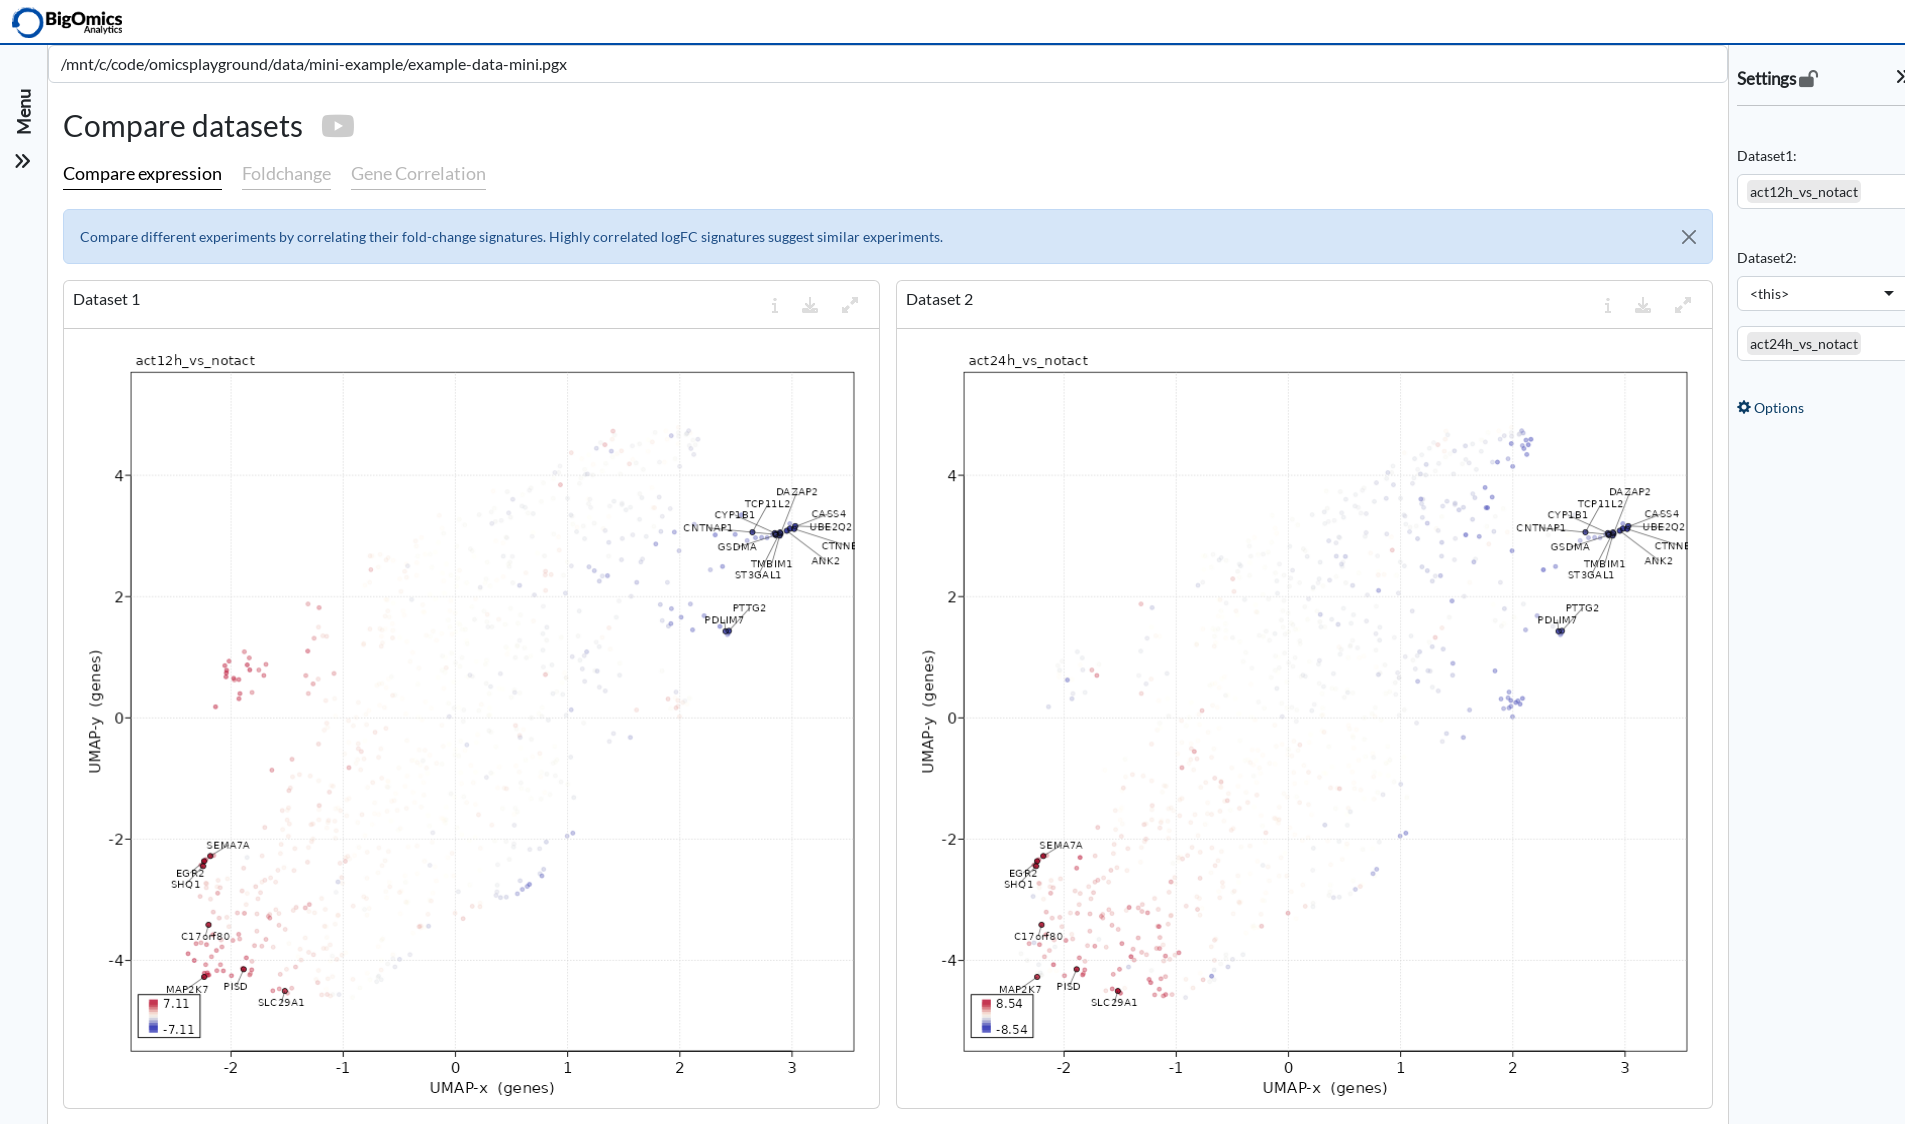 BigOmics
Analytics
/mnt/c/code/omicsplayground/data/mini-example/example-data-mini.pgx
Menu
Compare datasets
Compare expression
Foldchange
Gene Correlation
Compare different experiments by correlating their fold-change signatures. Highly correlated logFC signatures suggest similar experiments.
Dataset 1
act12h_vs_notact
UMAP-y (genes)
4
2
0
-2
-4
DAZAP2
TCP11L2
CYP1B1
CASS4
CNTNAP1
UBE2Q2
GSDMA
CTNNB
TMBIM1
ANK2
ST3GAL1
PTTG2
PDLIM7
SEMA7A
EGR2
SHQ1
C17orf80
MAP2K7
PISD
SLC29A1
7.11
-7.11
-2
-1
0
1
2
3
UMAP-x (genes)
Dataset 2
act24h_vs_notact
UMAP-y (genes)
4
2
0
-2
-4
DAZAP2
TCP11L2
CYP1B1
CASS4
CNTNAP1
UBE2Q2
GSDMA
CTNNB
TMBIM1
ANK2
ST3GAL1
PTTG2
PDLIM7
SEMA7A
EGR2
SHQ1
C17orf80
MAP2K7
PISD
SLC29A1
8.54
-8.54
-2
-1
0
1
2
3
UMAP-x (genes)
Settings
Dataset1:
act12h_vs_notact
Dataset2:
<this>
act24h_vs_notact
Options